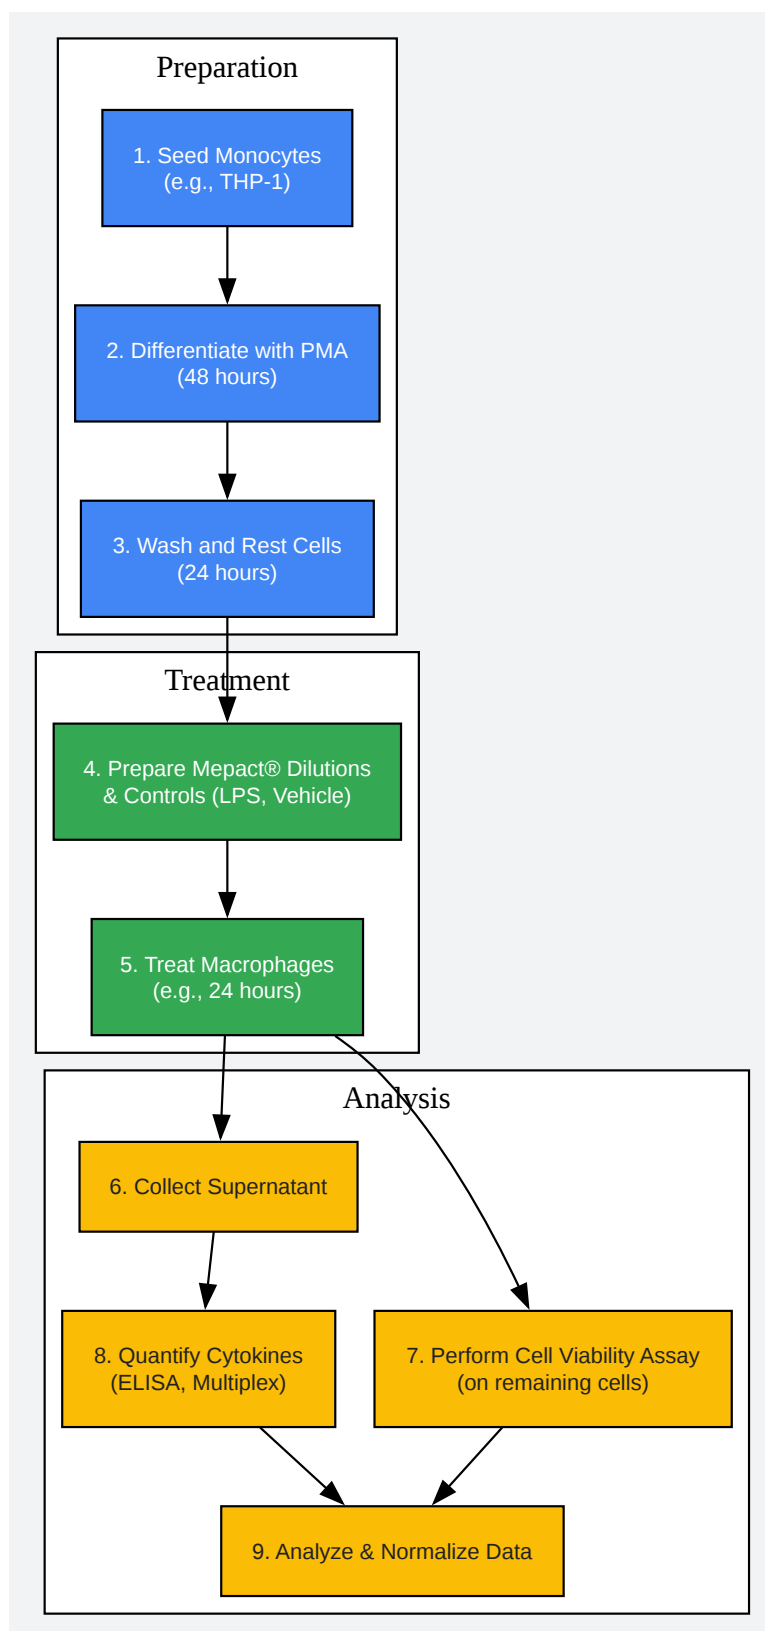 Preparation
1. Seed Monocytes
(e.g., THP-1)
2. Differentiate with PMA
(48 hours)
3. Wash and Rest Cells
(24 hours)
Treatment
4. Prepare Mepact® Dilutions
& Controls (LPS, Vehicle)
5. Treat Macrophages
(e.g., 24 hours)
Analysis
6. Collect Supernatant
8. Quantify Cytokines
(ELISA, Multiplex)
7. Perform Cell Viability Assay
(on remaining cells)
9. Analyze & Normalize Data